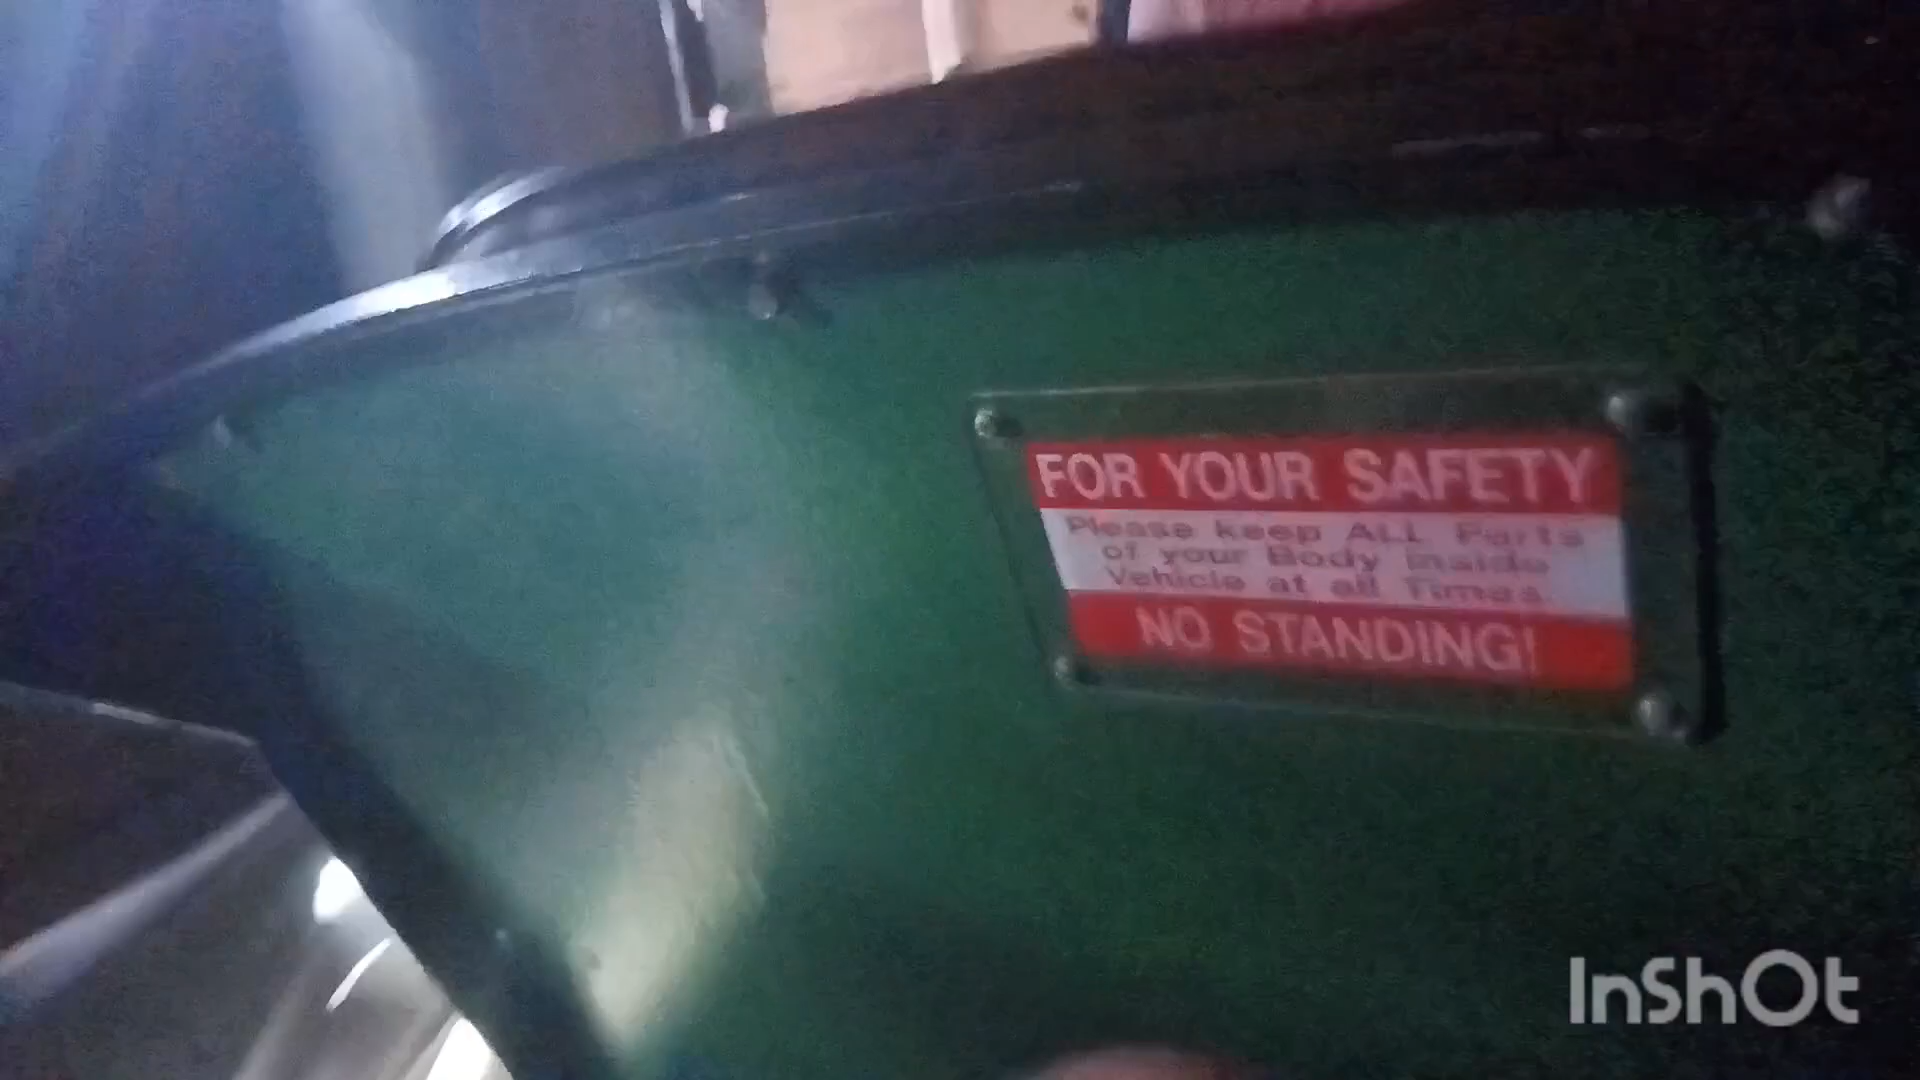 FOR YOUR SAFETY
Please keep ALL Parts
of your Body inside
Vehicle at all Times.
NO STANDING!
InShOt